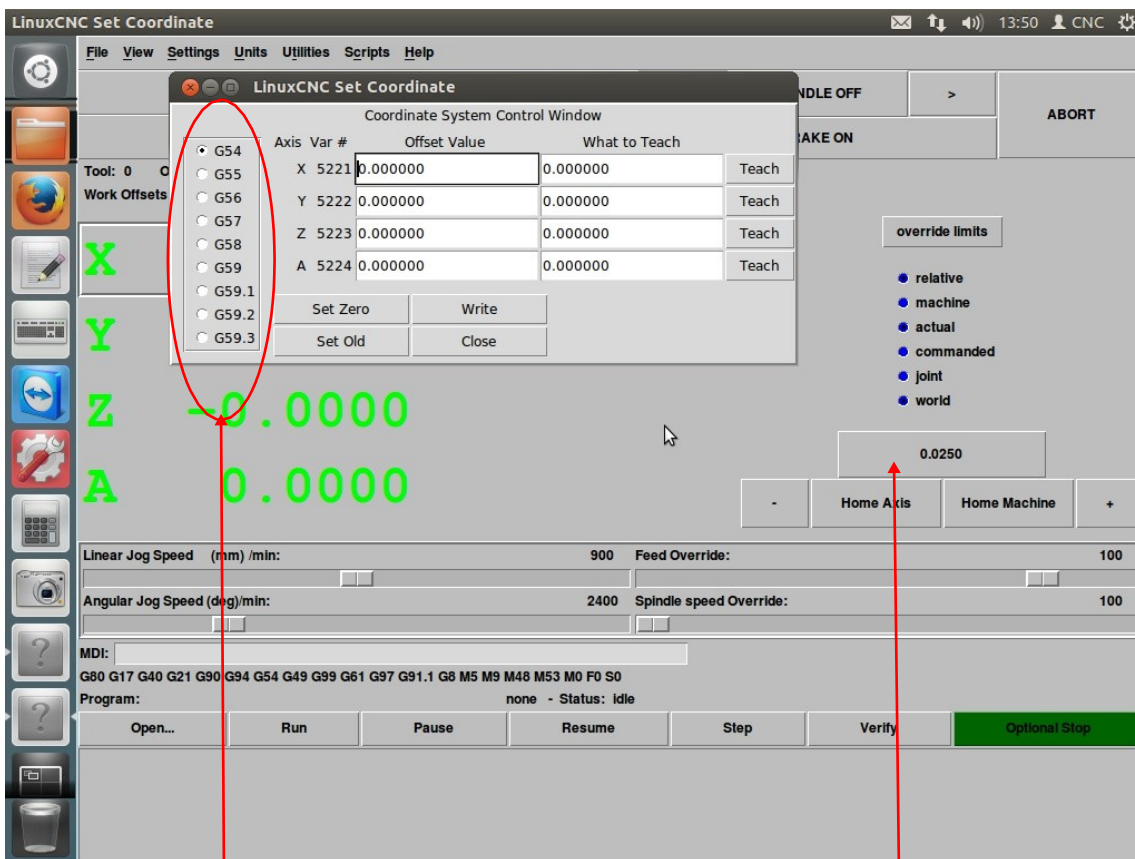 LinuxCNC Set Coordinate 13:50 CNC
File View Settings Units Utilities Scripts Help
LinuxCNC Set Coordinate
NDLE OFF >
ABORT
AKE ON
Coordinate System Control Window
Axis Var # Offset Value What to Teach
G54
G55
G56
G57
G58
G59
G59.1
G59.2
G59.3
X 5221 0.000000 0.000000 Teach
Y 5222 0.000000 0.000000 Teach
Z 5223 0.000000 0.000000 Teach
A 5224 0.000000 0.000000 Teach
Set Zero Write
Set Old Close
Tool: 0 O
Work Offsets
X
Y
Z -0.0000
A 0.0000
override limits
relative
machine
actual
commanded
joint
world
0.0250
- Home Axis Home Machine +
Linear Jog Speed (mm) /min: 900 Feed Override: 100
Angular Jog Speed (deg)/min: 2400 Spindle speed Override: 100
MDI:
G80 G17 G40 G21 G90 G94 G54 G49 G99 G61 G97 G91.1 G8 M5 M9 M48 M53 M0 F0 S0
Program: none - Status: idle
Open... Run Pause Resume Step Verify Optional Stop